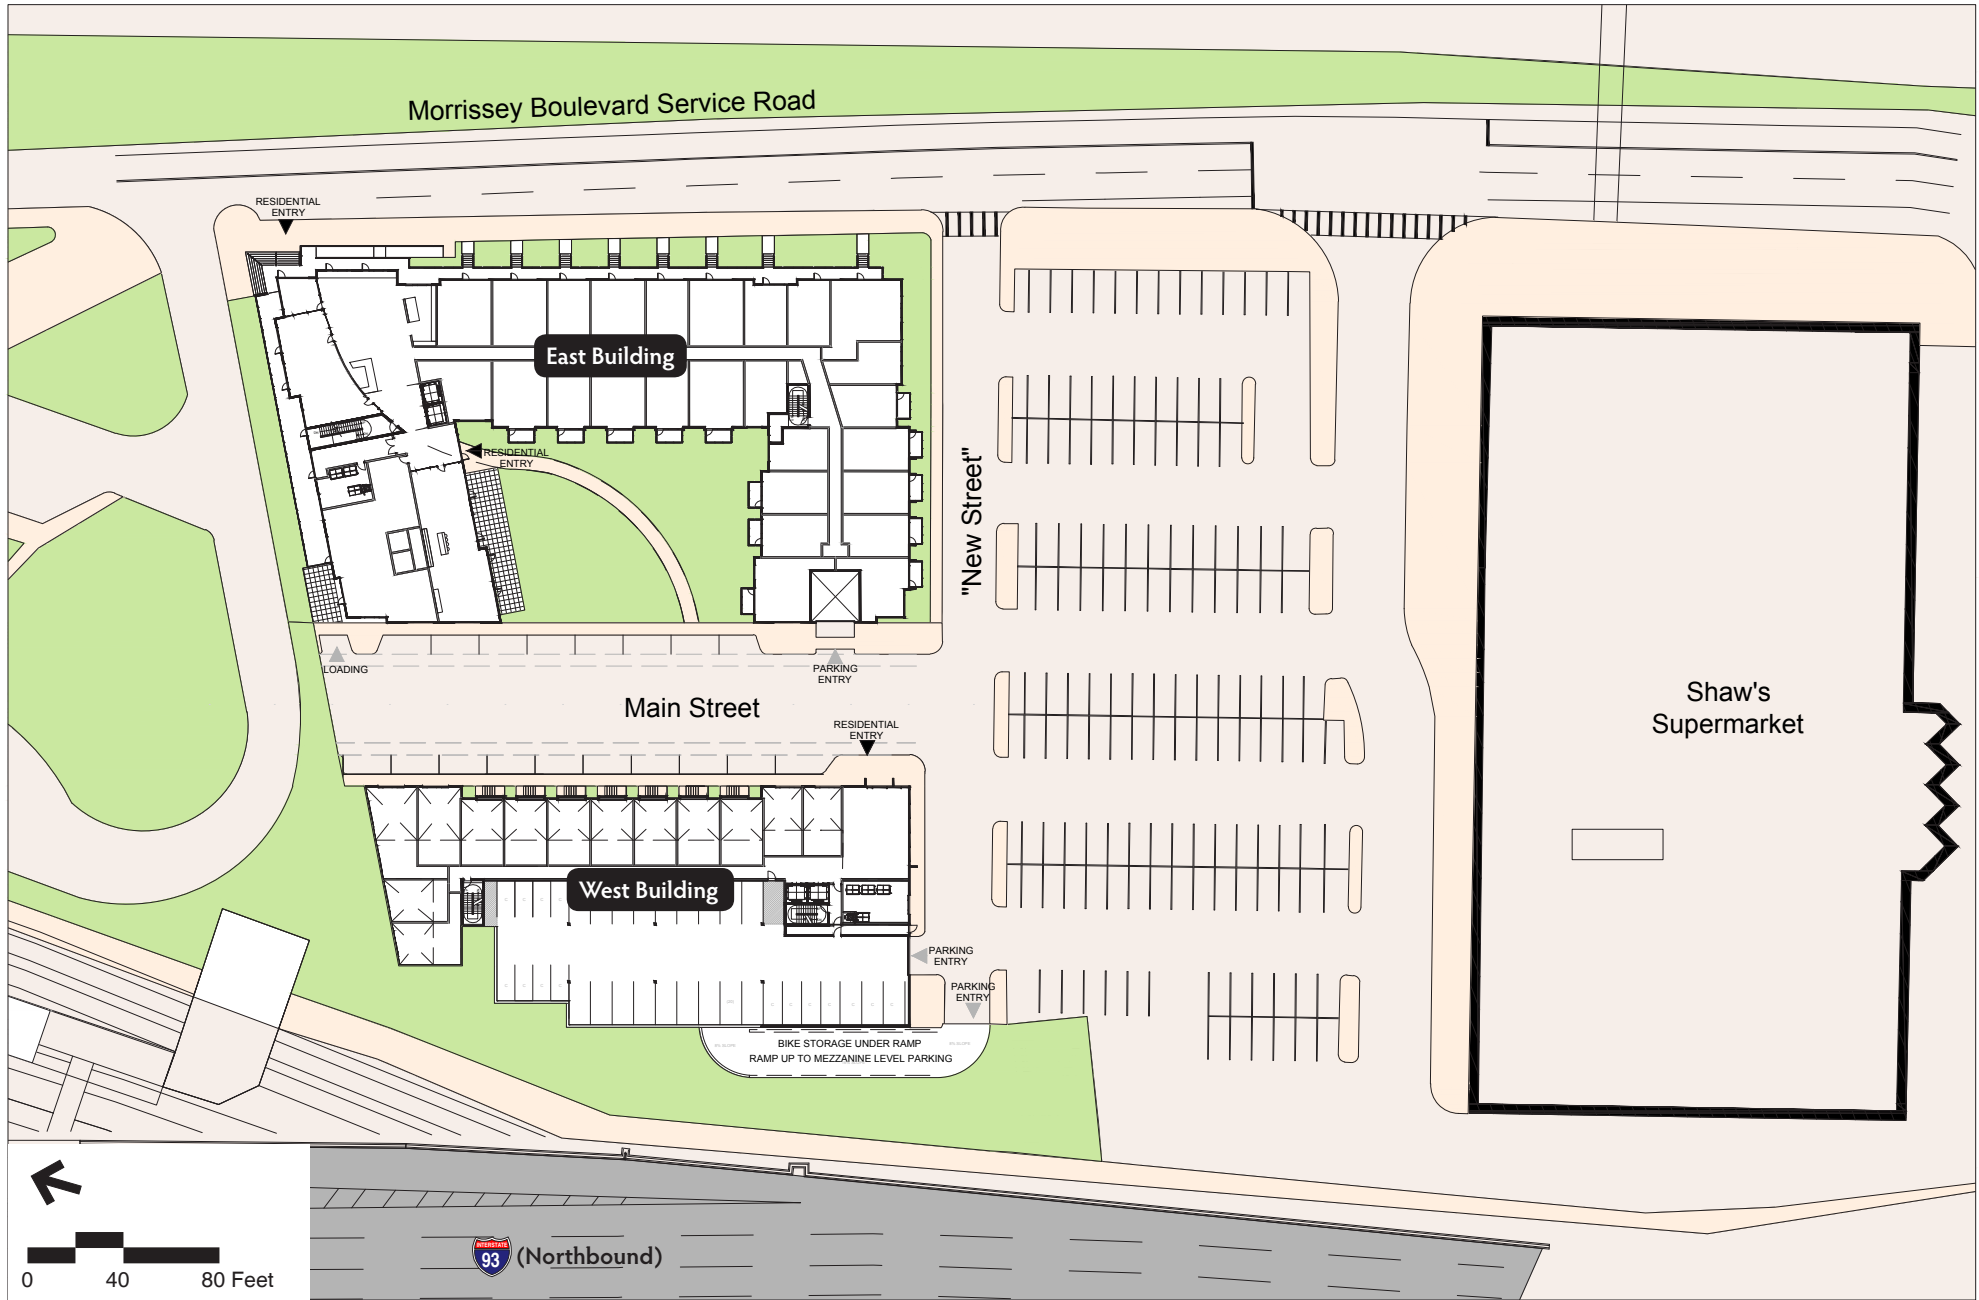 Morrissey Boulevard Service Road
RESIDENTIAL
ENTRY
East Building
RESIDENTIAL
ENTRY
"New Street"
LOADING
PARKING
ENTRY
Main Street
RESIDENTIAL
ENTRY
Shaw's
Supermarket
West Building
PARKING
ENTRY
PARKING
ENTRY
BIKE STORAGE UNDER RAMP
RAMP UP TO MEZZANINE LEVEL PARKING
INTERSTATE
93
(Northbound)
0 40 80 Feet